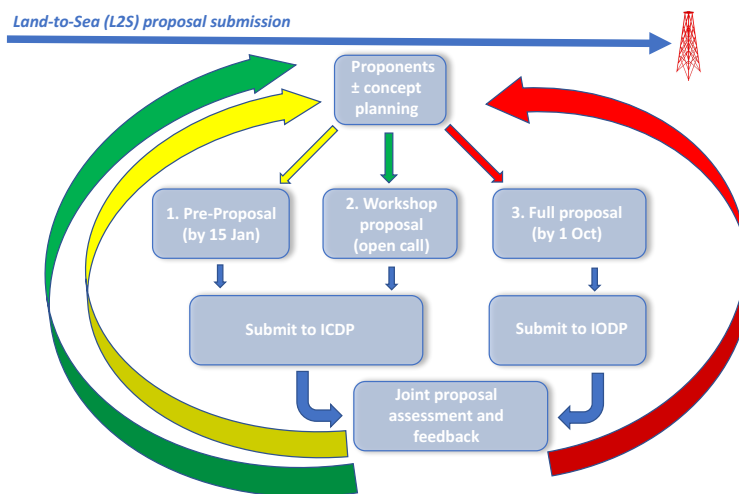 Land-to-Sea (L2S) proposal submission
Proponents
± concept
planning
1. Pre-Proposal
(by 15 Jan)
2. Workshop
proposal
(open call)
3. Full proposal
(by 1 Oct)
Submit to ICDP
Submit to IODP
Joint proposal
assessment and
feedback